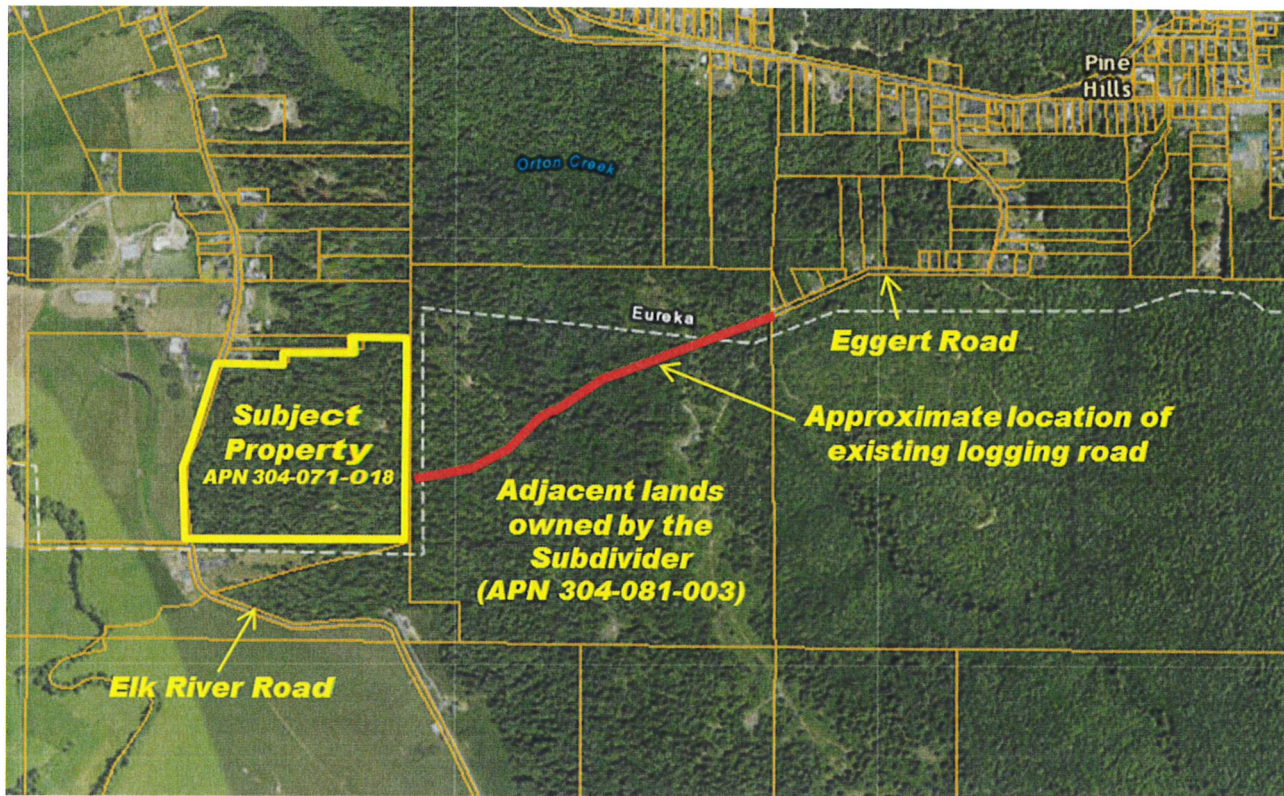 Pine
Hills
Orton Creek
Eureka
Eggert Road
Subject
Property
APN 304-071-018
Approximate location of
existing logging road
Adjacent lands
owned by the
Subdivider
(APN 304-081-003)
Elk River Road